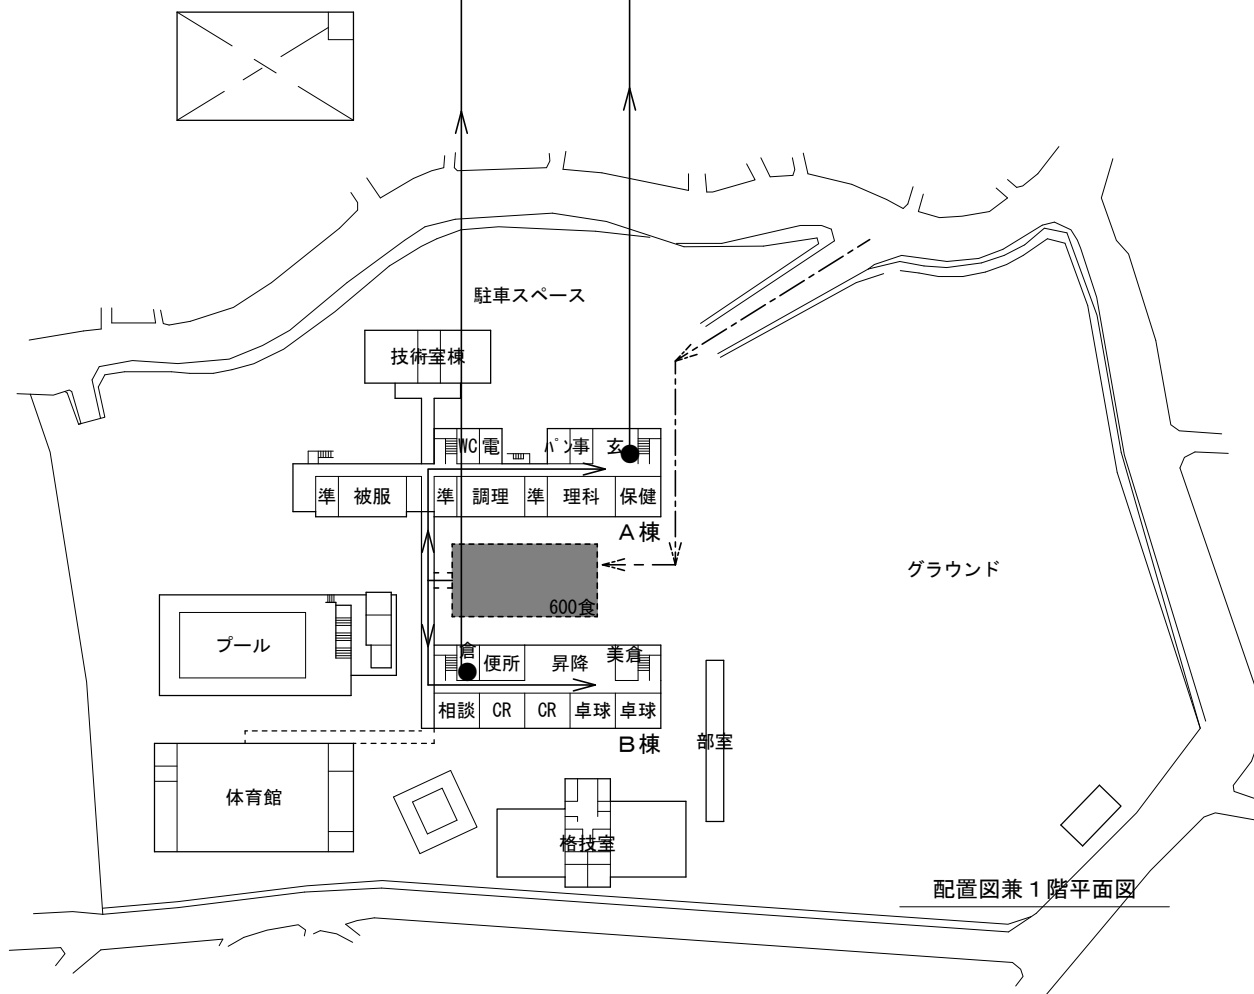 駐車スペース
技術室棟
WC 電 パン 事 玄
準 被服 準 調理 準 理科 保健
A棟
グラウンド
600食
プール
倉 便所 昇降 美 倉
相談 CR CR 卓球 卓球
B棟
部室
体育館
格技室
配置図兼1階平面図